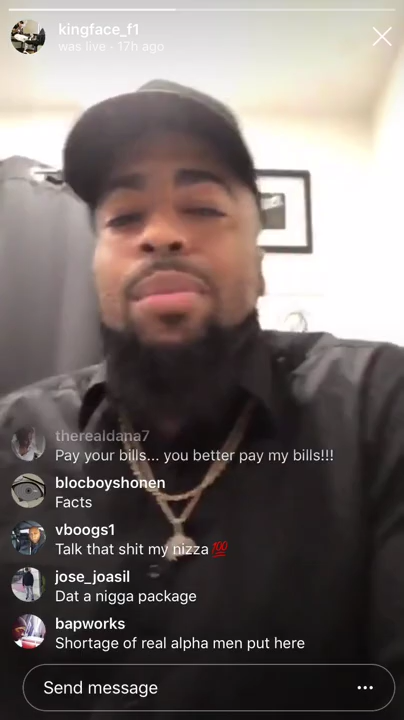 kingface_f1
was live · 17h ago
therealdana7
Pay your bills... you better pay my bills!!!
blocboyshonen
Facts
vboogs1
Talk that shit my nizza 💯
jose_joasil
Dat a nigga package
bapworks
Shortage of real alpha men put here
Send message